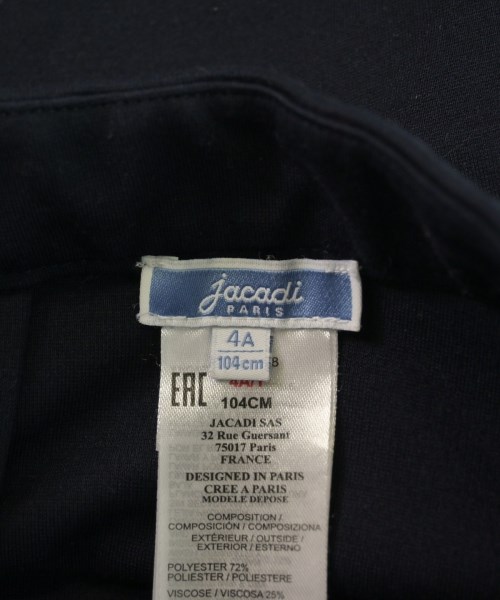 jacadi
PARIS
4A
104cm
4A/Y
EAC
104CM
JACADI SAS
32 Rue Guersant
75017 Paris
FRANCE
DESIGNED IN PARIS
CREE A PARIS
MODELE DEPOSE
COMPOSITION /
COMPOSICIÓN / COMPOSIZIONA
EXTÉRIEUR / OUTSIDE /
EXTERIOR / ESTERNO
POLYESTER 72%
POLIESTER / POLIESTERE
VISCOSE / VISCOSA 25%